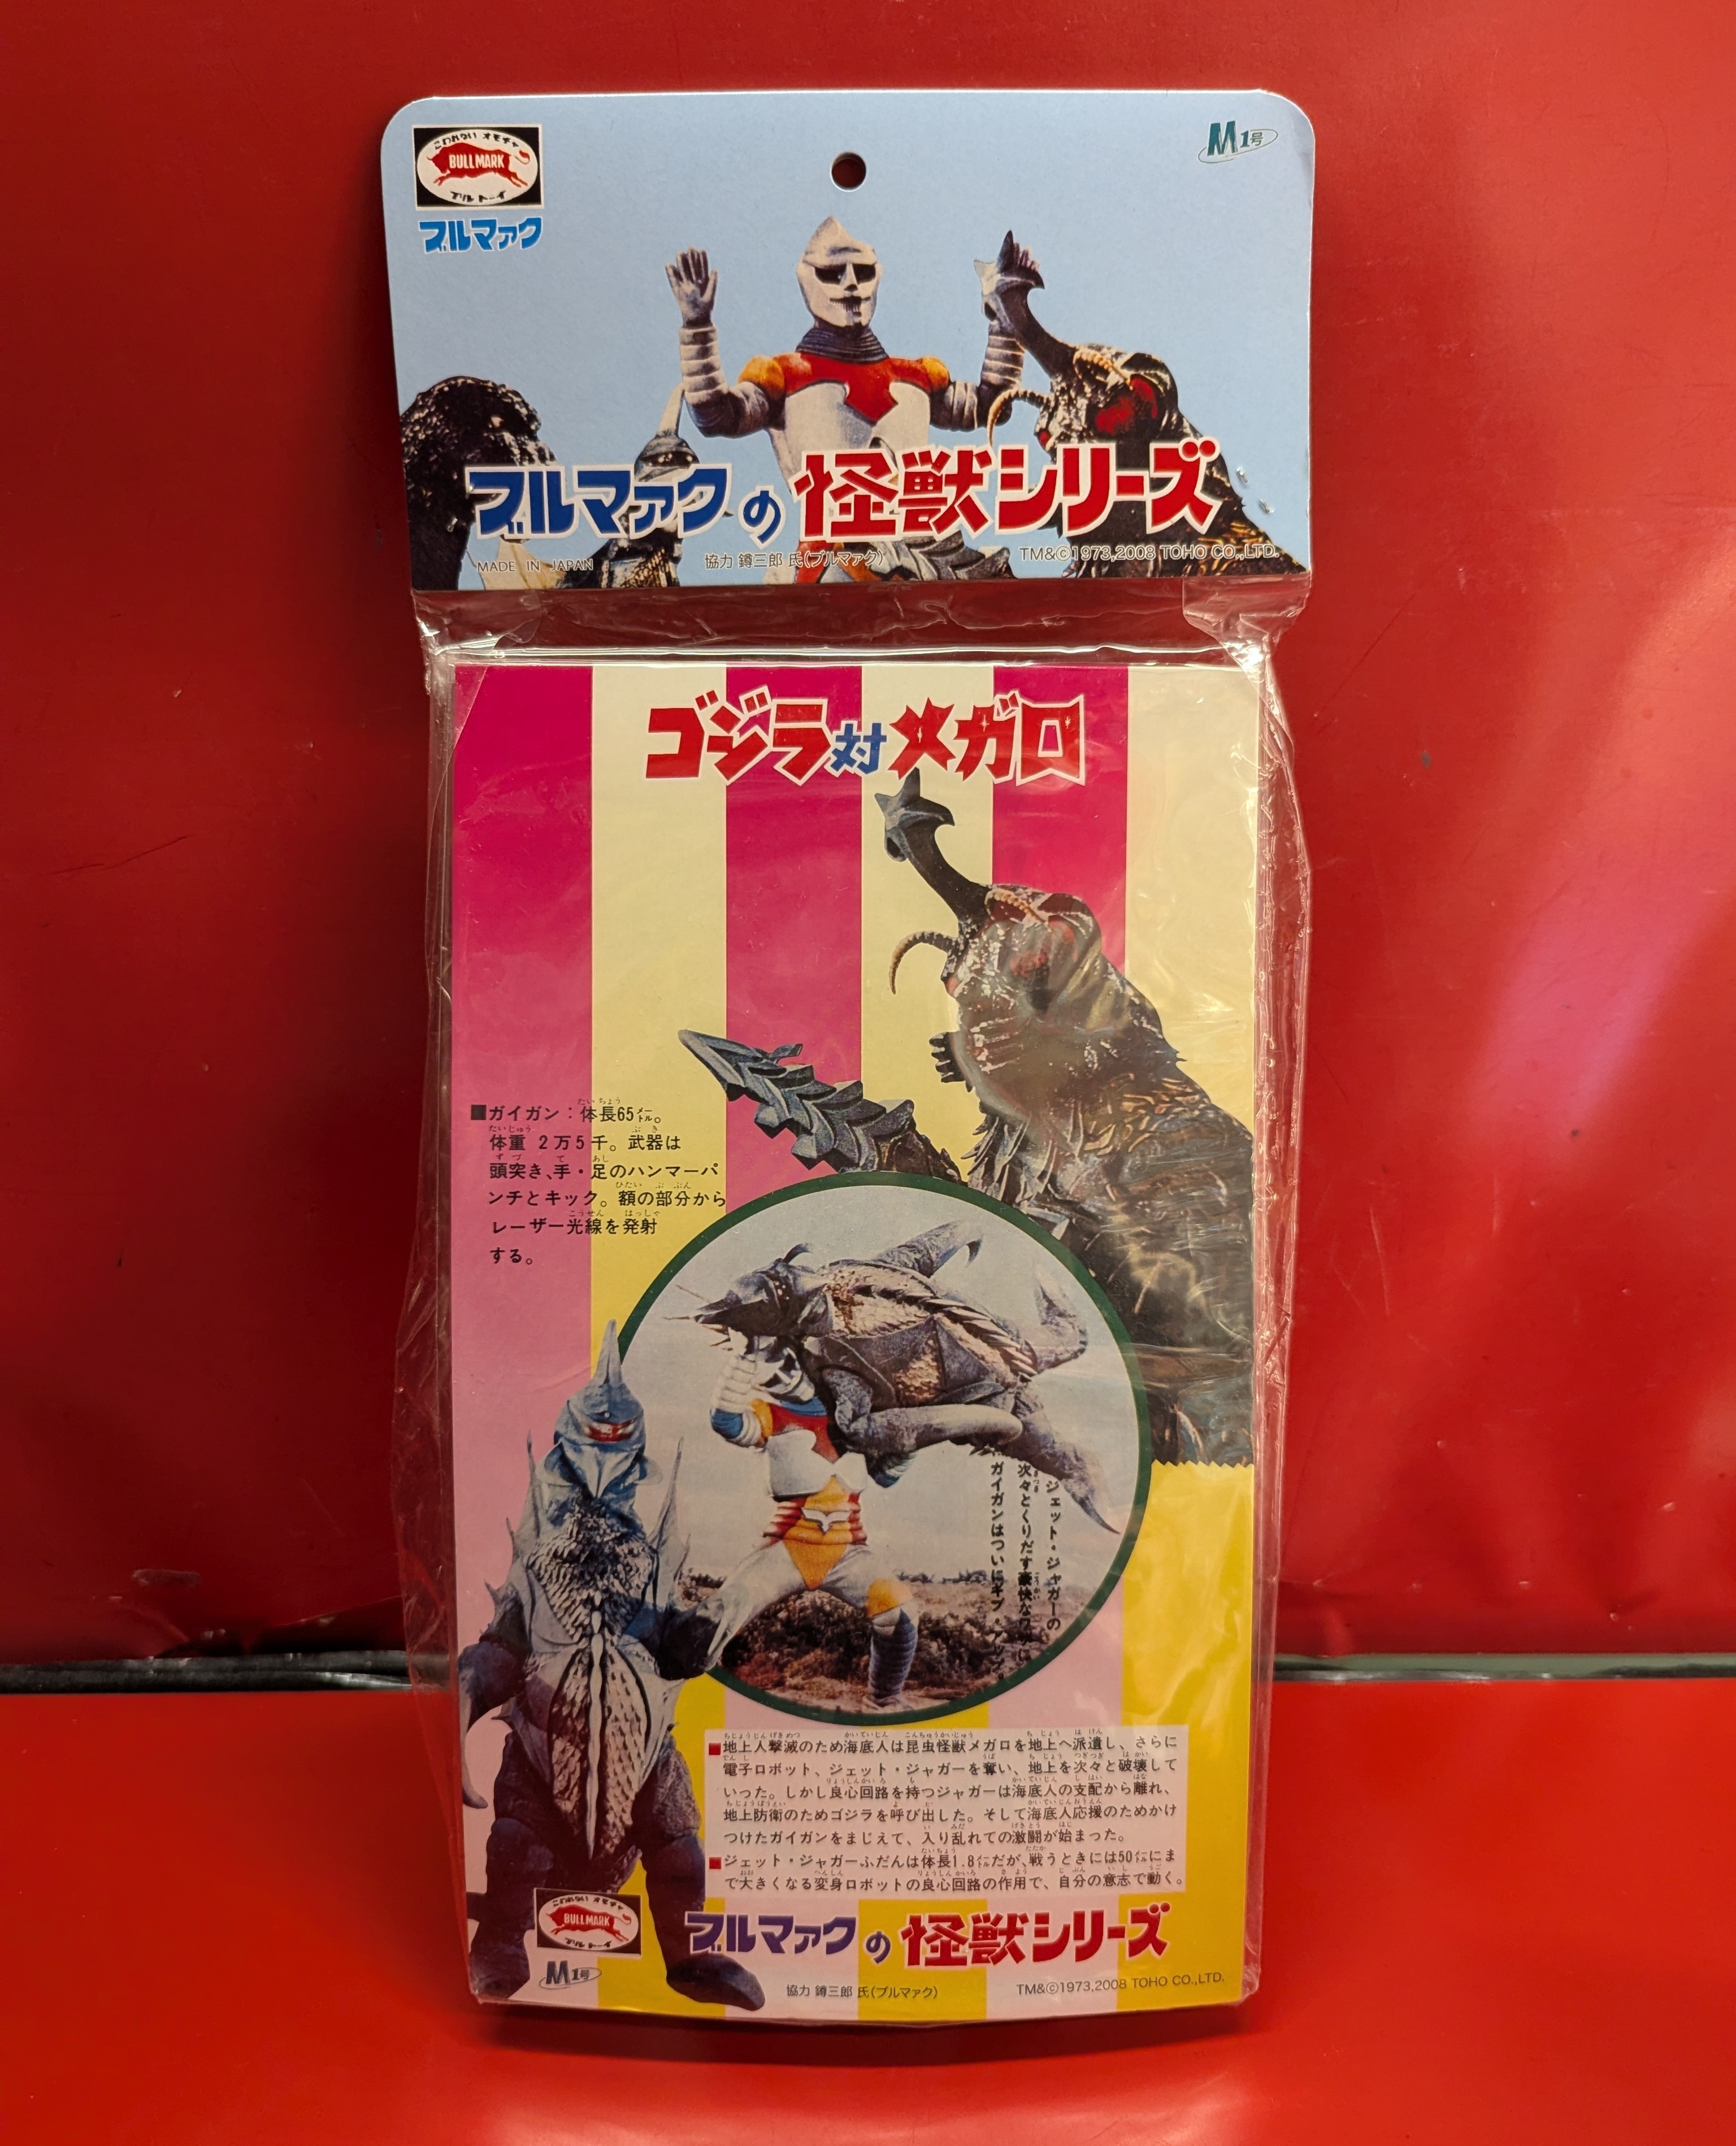 こわれない オモチャ
BULLMARK
ブルトーイ
ブルマァク
M1号
ブルマァクの怪獣シリーズ
MADE IN JAPAN
協力 鐏三郎 氏(ブルマァク)
TM&©1973,2008 TOHO CO.,LTD.
ゴジラ対メガロ
■ガイガン:体長65メートル。
体重 2万5千。武器は
頭突き、手・足のハンマーパ
ンチとキック。額の部分から
レーザー光線を発射
する。
ジェット・ジャガーの
次々とくりだす豪快なワザに
ガイガンはついにギブ・アップ。
■地上人撃滅のため海底人は昆虫怪獣メガロを地上へ派遣し、さらに
電子ロボット、ジェット・ジャガーを奪い、地上を次々と破壊して
いった。しかし良心回路を持つジャガーは海底人の支配から離れ、
地上防衛のためゴジラを呼び出した。そして海底人応援のためかけ
つけたガイガンをまじえて、入り乱れての激闘が始まった。
■ジェット・ジャガーふだんは体長1.8メートルだが、戦うときには50メートルにま
で大きくなる変身ロボットの良心回路の作用で、自分の意志で動く。
こわれない オモチャ
BULLMARK
ブルトーイ
ブルマァクの怪獣シリーズ
M1号
協力 鐏三郎 氏(ブルマァク)
TM&©1973,2008 TOHO CO.,LTD.